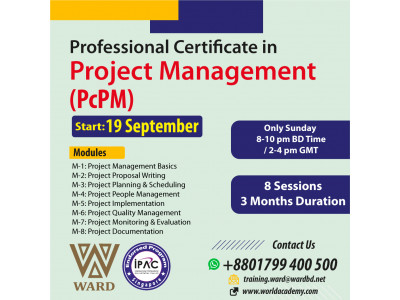 Professional Certificate in
Project Management
(PcPM)
Start: 19 September
Only Sunday
8-10 pm BD Time
/ 2-4 pm GMT
Modules
M-1: Project Management Basics
M-2: Project Proposal Writing
M-3: Project Planning & Scheduling
M-4: Project People Management
M-5: Project Implementation
M-6: Project Quality Management
M-7: Project Monitoring & Evaluation
M-8: Project Documentation
8 Sessions
3 Months Duration
WARD
Endorsed Program
IPAC
Singapore
Contact Us
+8801799 400 500
training.ward@wardbd.net
www.worldacademy.com